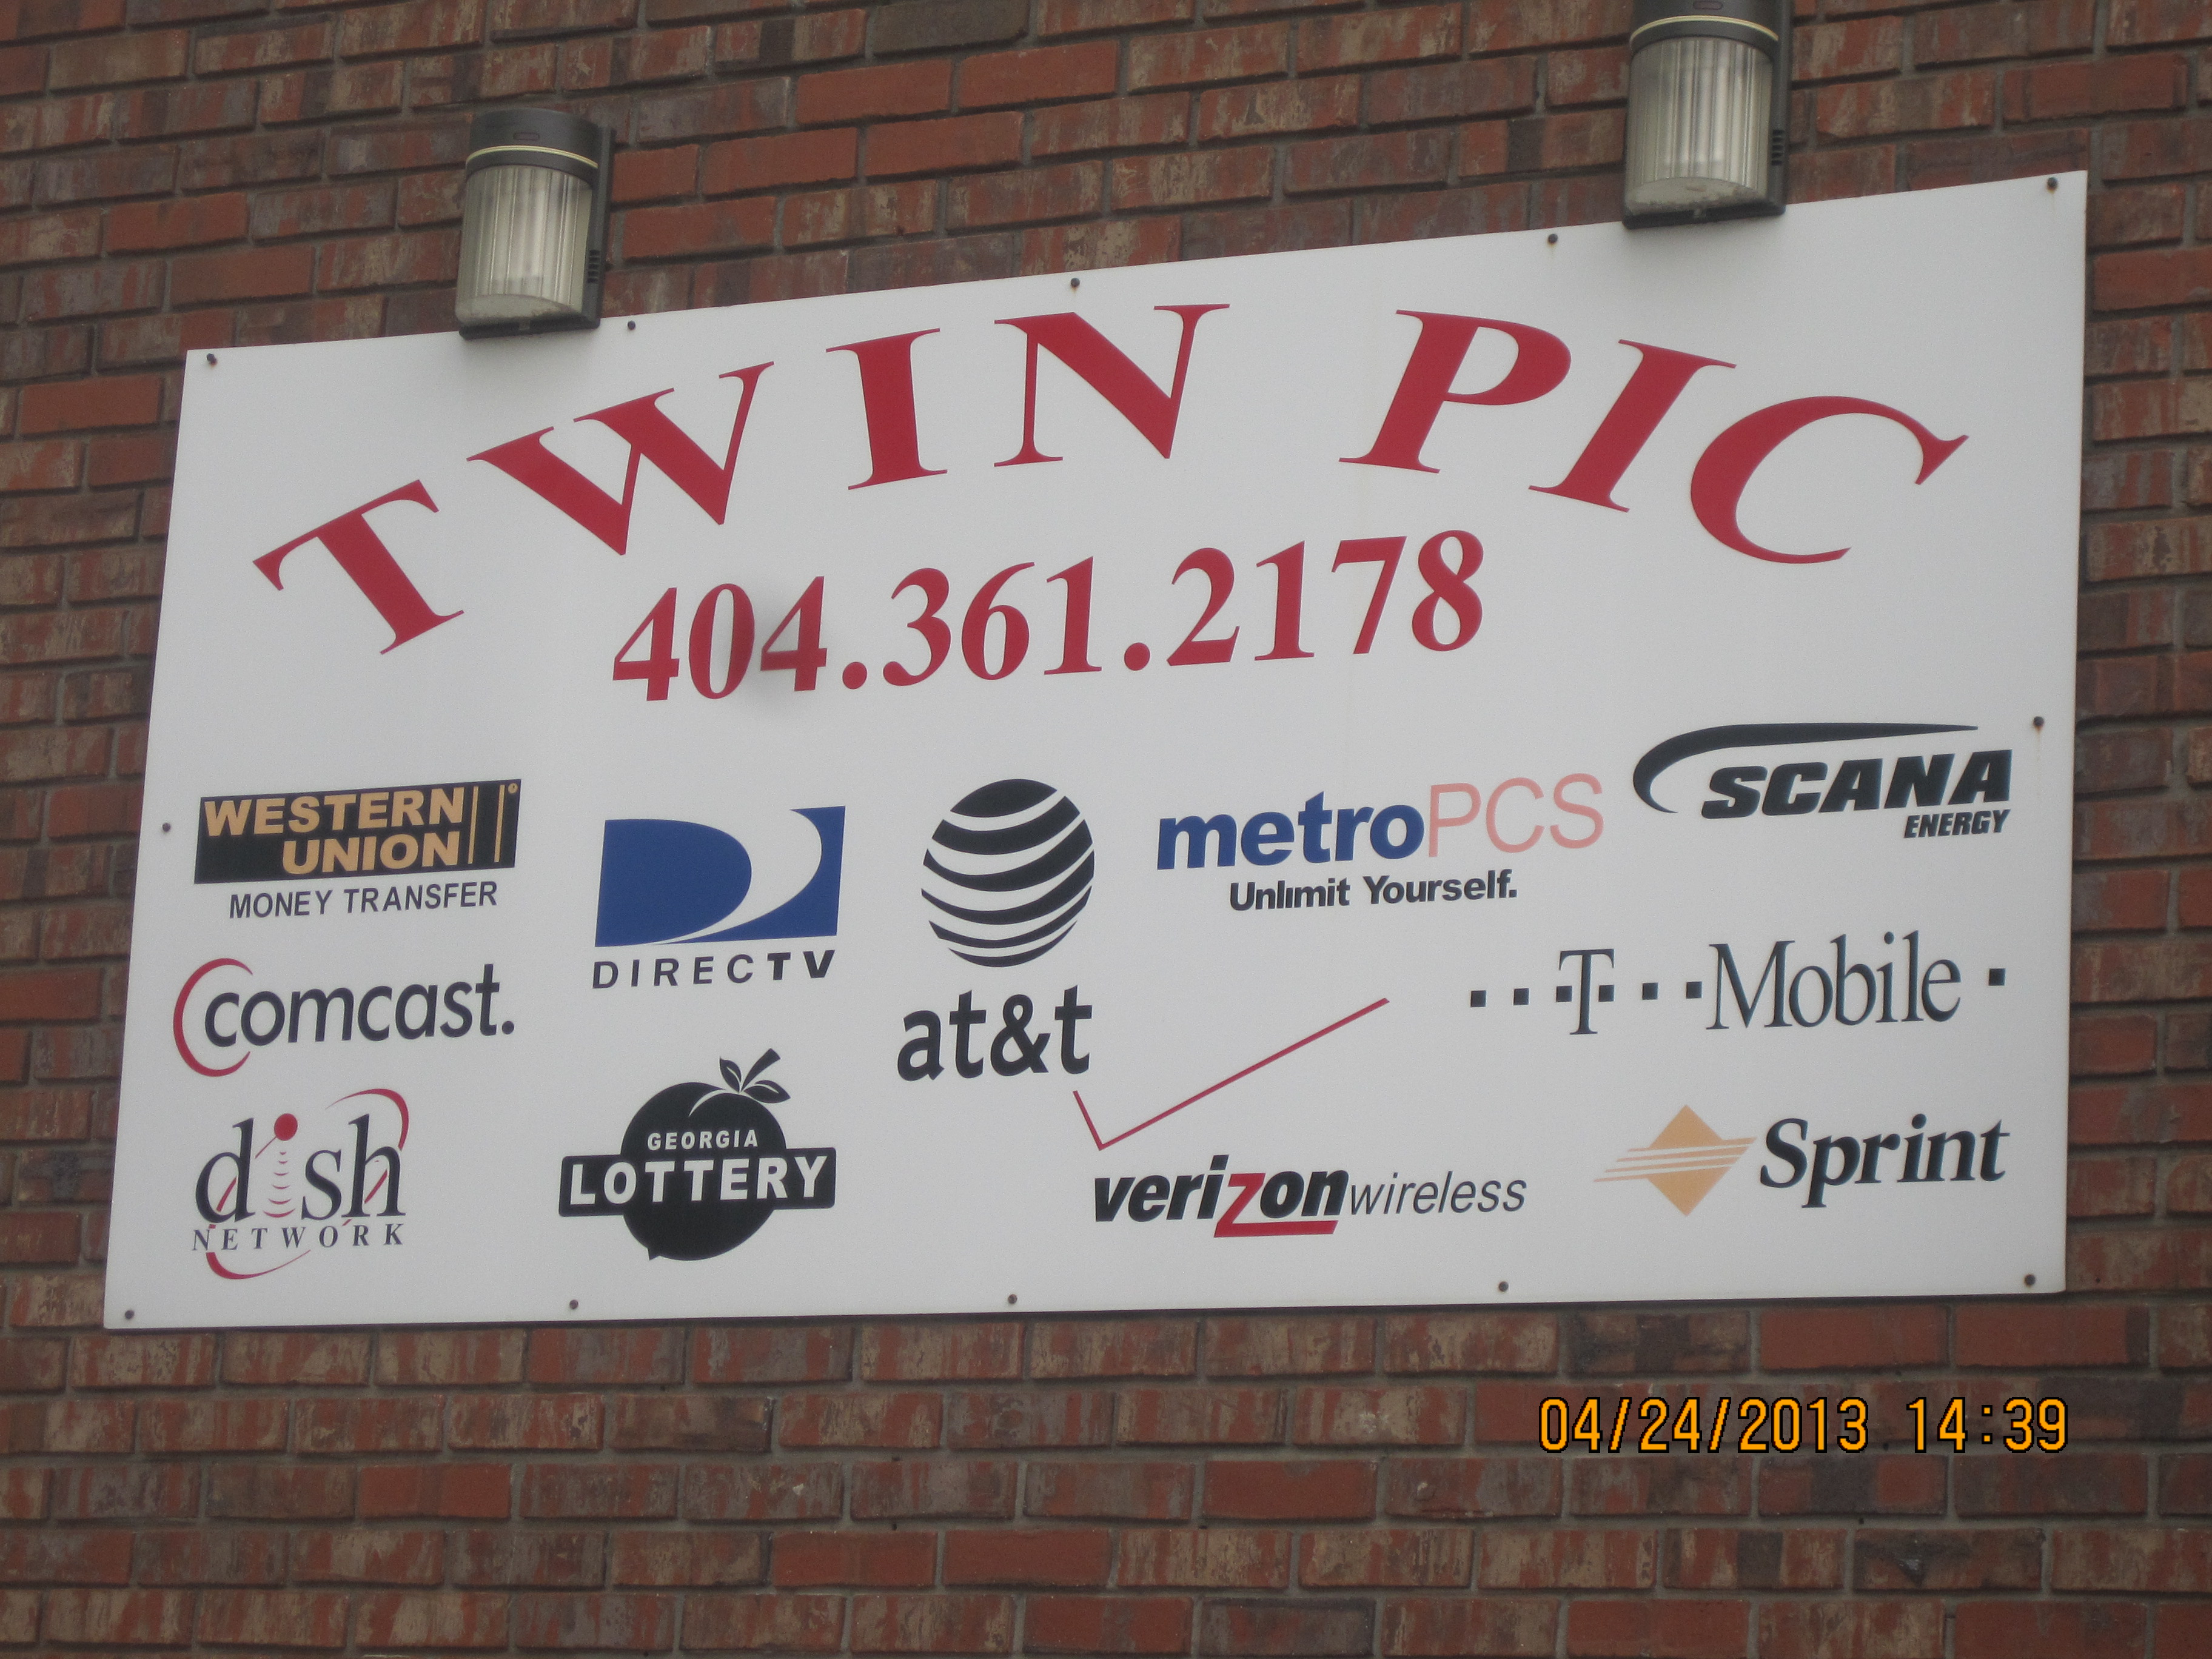 TWIN PIC
404.361.2178
WESTERN
UNION
MONEY TRANSFER
DIRECTV
at&t
metroPCS
Unlimit Yourself.
SCANA
ENERGY
comcast.
T Mobile
dish
NETWORK
GEORGIA
LOTTERY
verizonwireless
Sprint
04/24/2013 14:39